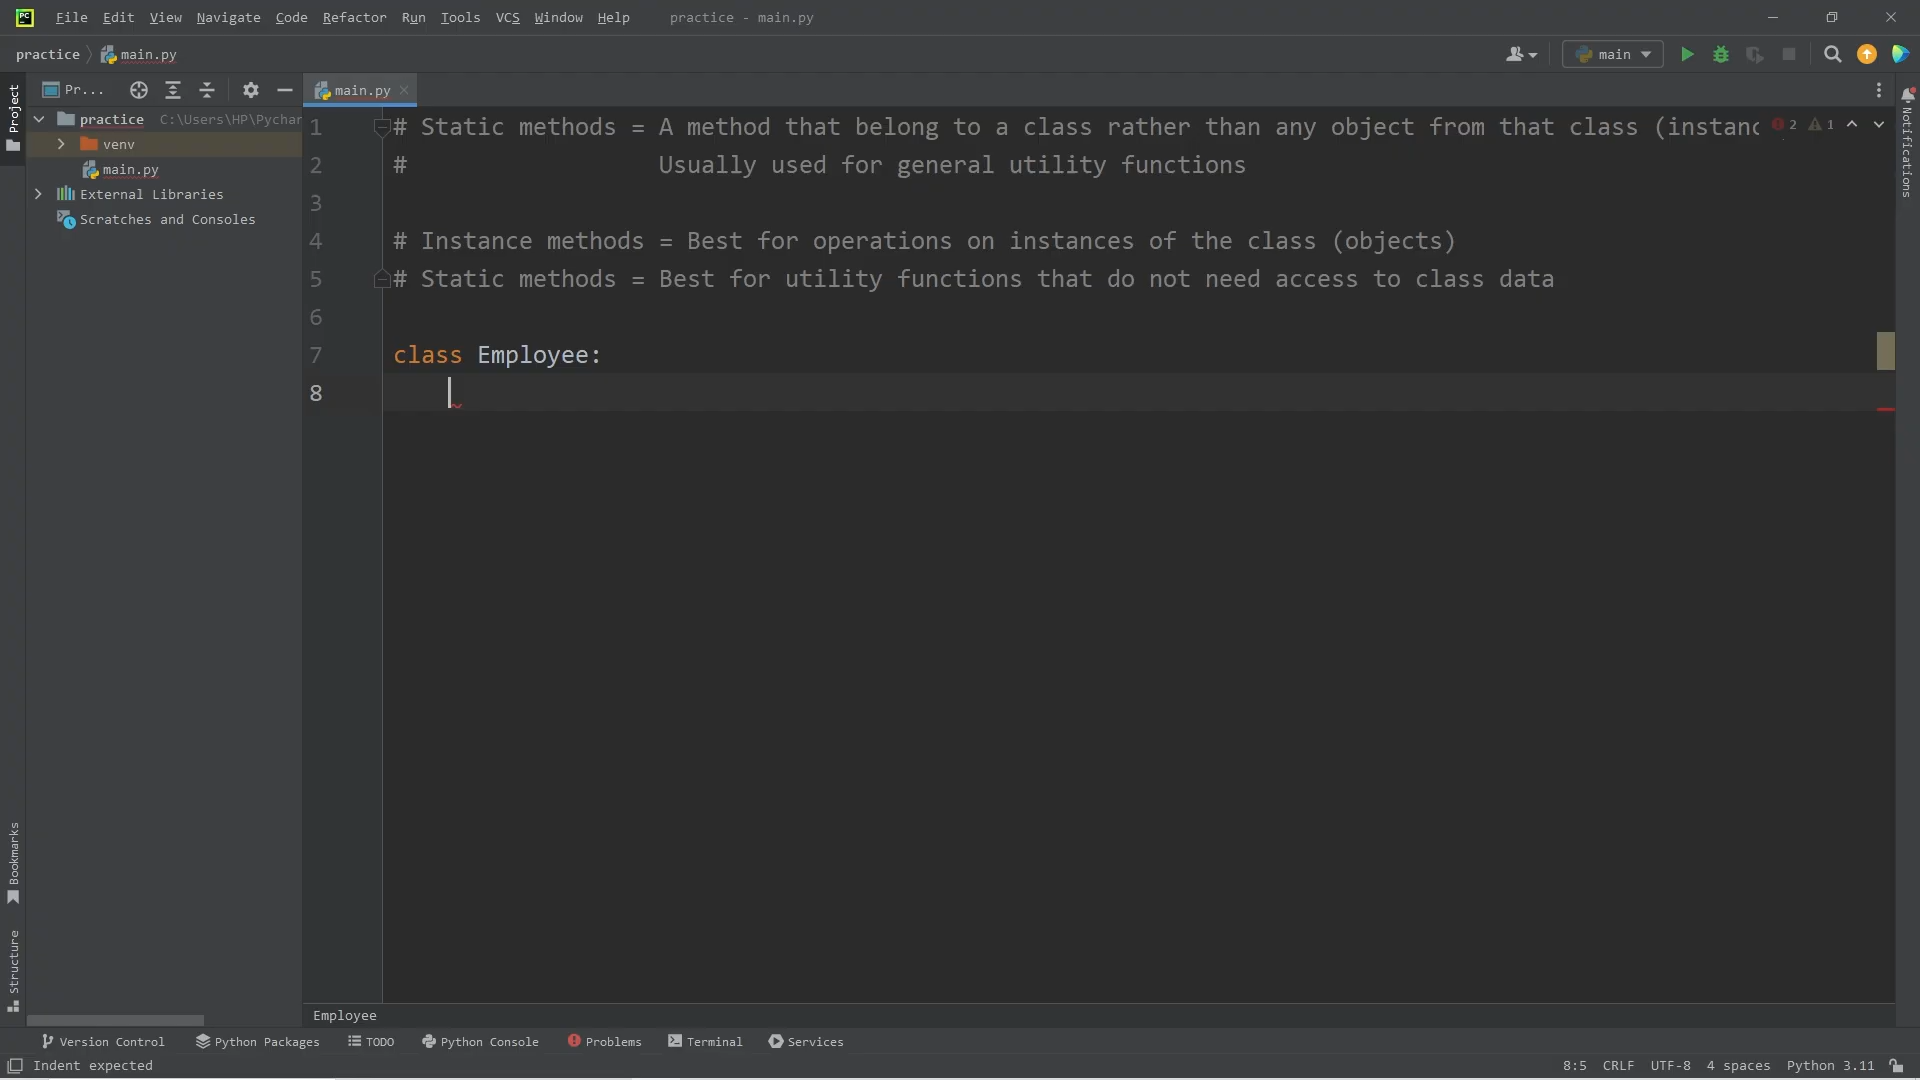 File Edit View Navigate Code Refactor Run Tools VCS Window Help practice - main.py
practice main.py main
Project Pr... main.py
practice C:\Users\HP\Pychar
venv
main.py
External Libraries
Scratches and Consoles
1 # Static methods = A method that belong to a class rather than any object from that class (instanc 2 1
2 # Usually used for general utility functions
3
4 # Instance methods = Best for operations on instances of the class (objects)
5 # Static methods = Best for utility functions that do not need access to class data
6
7 class Employee:
8
Notifications
Bookmarks
Structure
Employee
Version Control Python Packages TODO Python Console Problems Terminal Services
Indent expected 8:5 CRLF UTF-8 4 spaces Python 3.11